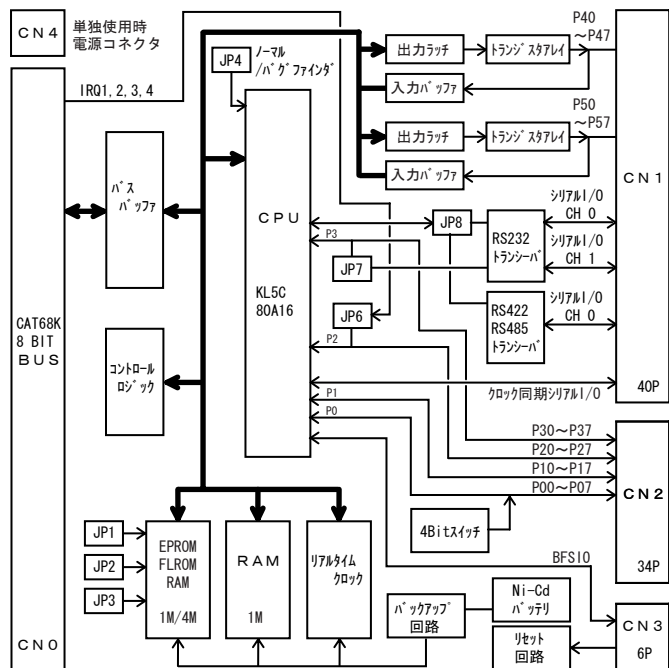 CN4
単独使用時
電源コネクタ
IRQ1, 2, 3, 4
JP4
ﾉｰﾏﾙ
/ﾊﾞｸﾞﾌｧｲﾝﾀﾞ
出力ﾗｯﾁ
ﾄﾗﾝｼﾞｽﾀｱﾚｲ
P40
～P47
入力ﾊﾞｯﾌｧ
P50
～P57
出力ﾗｯﾁ
ﾄﾗﾝｼﾞｽﾀｱﾚｲ
入力ﾊﾞｯﾌｧ
CN1
40P
ﾊﾞｽ
ﾊﾞｯﾌｧ
CPU
KL5C
80A16
P3
JP8
JP7
RS232
ﾄﾗﾝｼｰﾊﾞ
ｼﾘｱﾙI/O
CH 0
ｼﾘｱﾙI/O
CH 1
RS422
RS485
ﾄﾗﾝｼｰﾊﾞ
ｼﾘｱﾙI/O
CH 0
JP6
P2
CAT68K
8 BIT
BUS
CN0
ｺﾝﾄﾛｰﾙ
ﾛｼﾞｯｸ
P1
P0
ｸﾛｯｸ同期ｼﾘｱﾙI/O
P30～P37
P20～P27
P10～P17
P00～P07
CN2
34P
4Bitｽｲｯﾁ
BFSIO
JP1
JP2
JP3
EPROM
FLROM
RAM
1M/4M
RAM
1M
ﾘｱﾙﾀｲﾑ
ｸﾛｯｸ
ﾊﾞｯｸｱｯﾌﾟ
回路
Ni-Cd
ﾊﾞｯﾃﾘ
ﾘｾｯﾄ
回路
CN3
6P